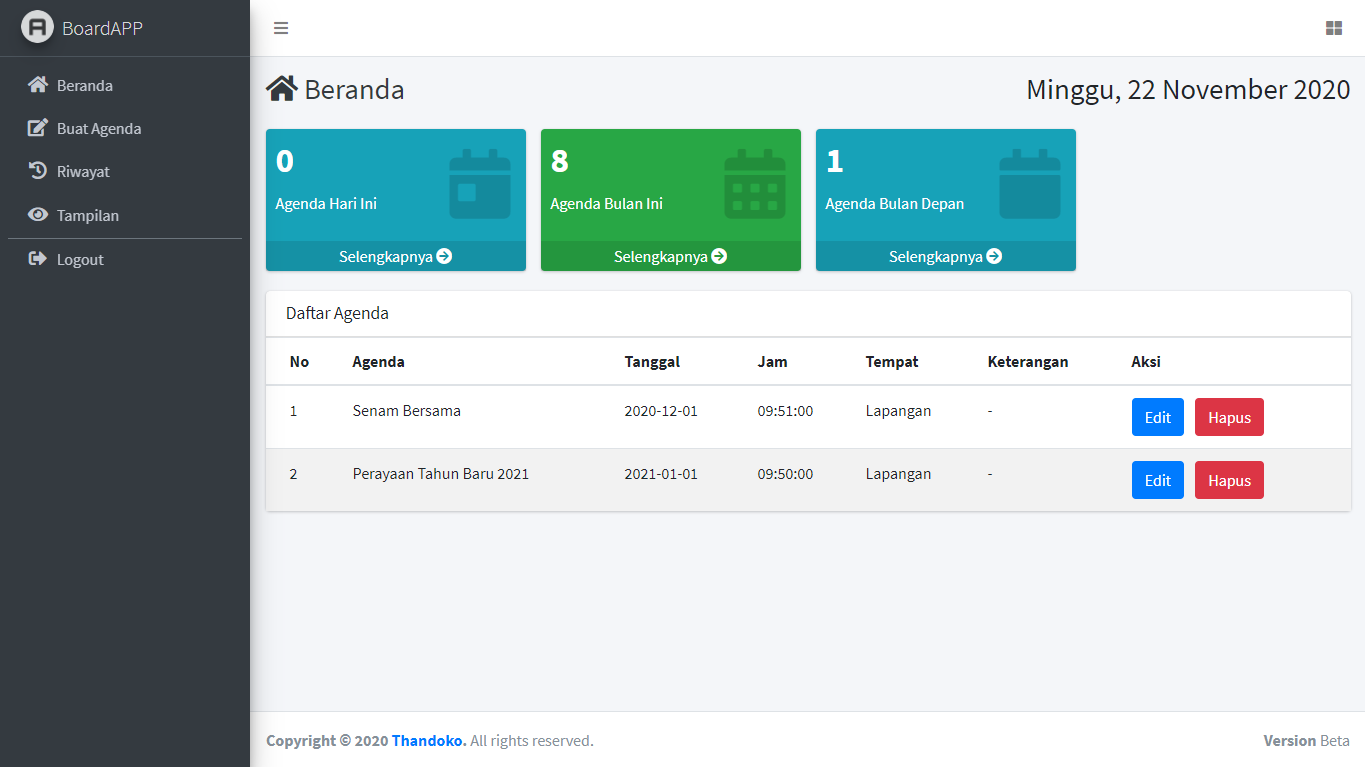 BoardAPP
Beranda
Buat Agenda
Riwayat
Tampilan
Logout
Beranda
Minggu, 22 November 2020
0
Agenda Hari Ini
Selengkapnya
8
Agenda Bulan Ini
Selengkapnya
1
Agenda Bulan Depan
Selengkapnya
Daftar Agenda
No Agenda Tanggal Jam Tempat Keterangan Aksi
1 Senam Bersama 2020-12-01 09:51:00 Lapangan - Edit Hapus
2 Perayaan Tahun Baru 2021 2021-01-01 09:50:00 Lapangan - Edit Hapus
Copyright © 2020 Thandoko. All rights reserved.
Version Beta